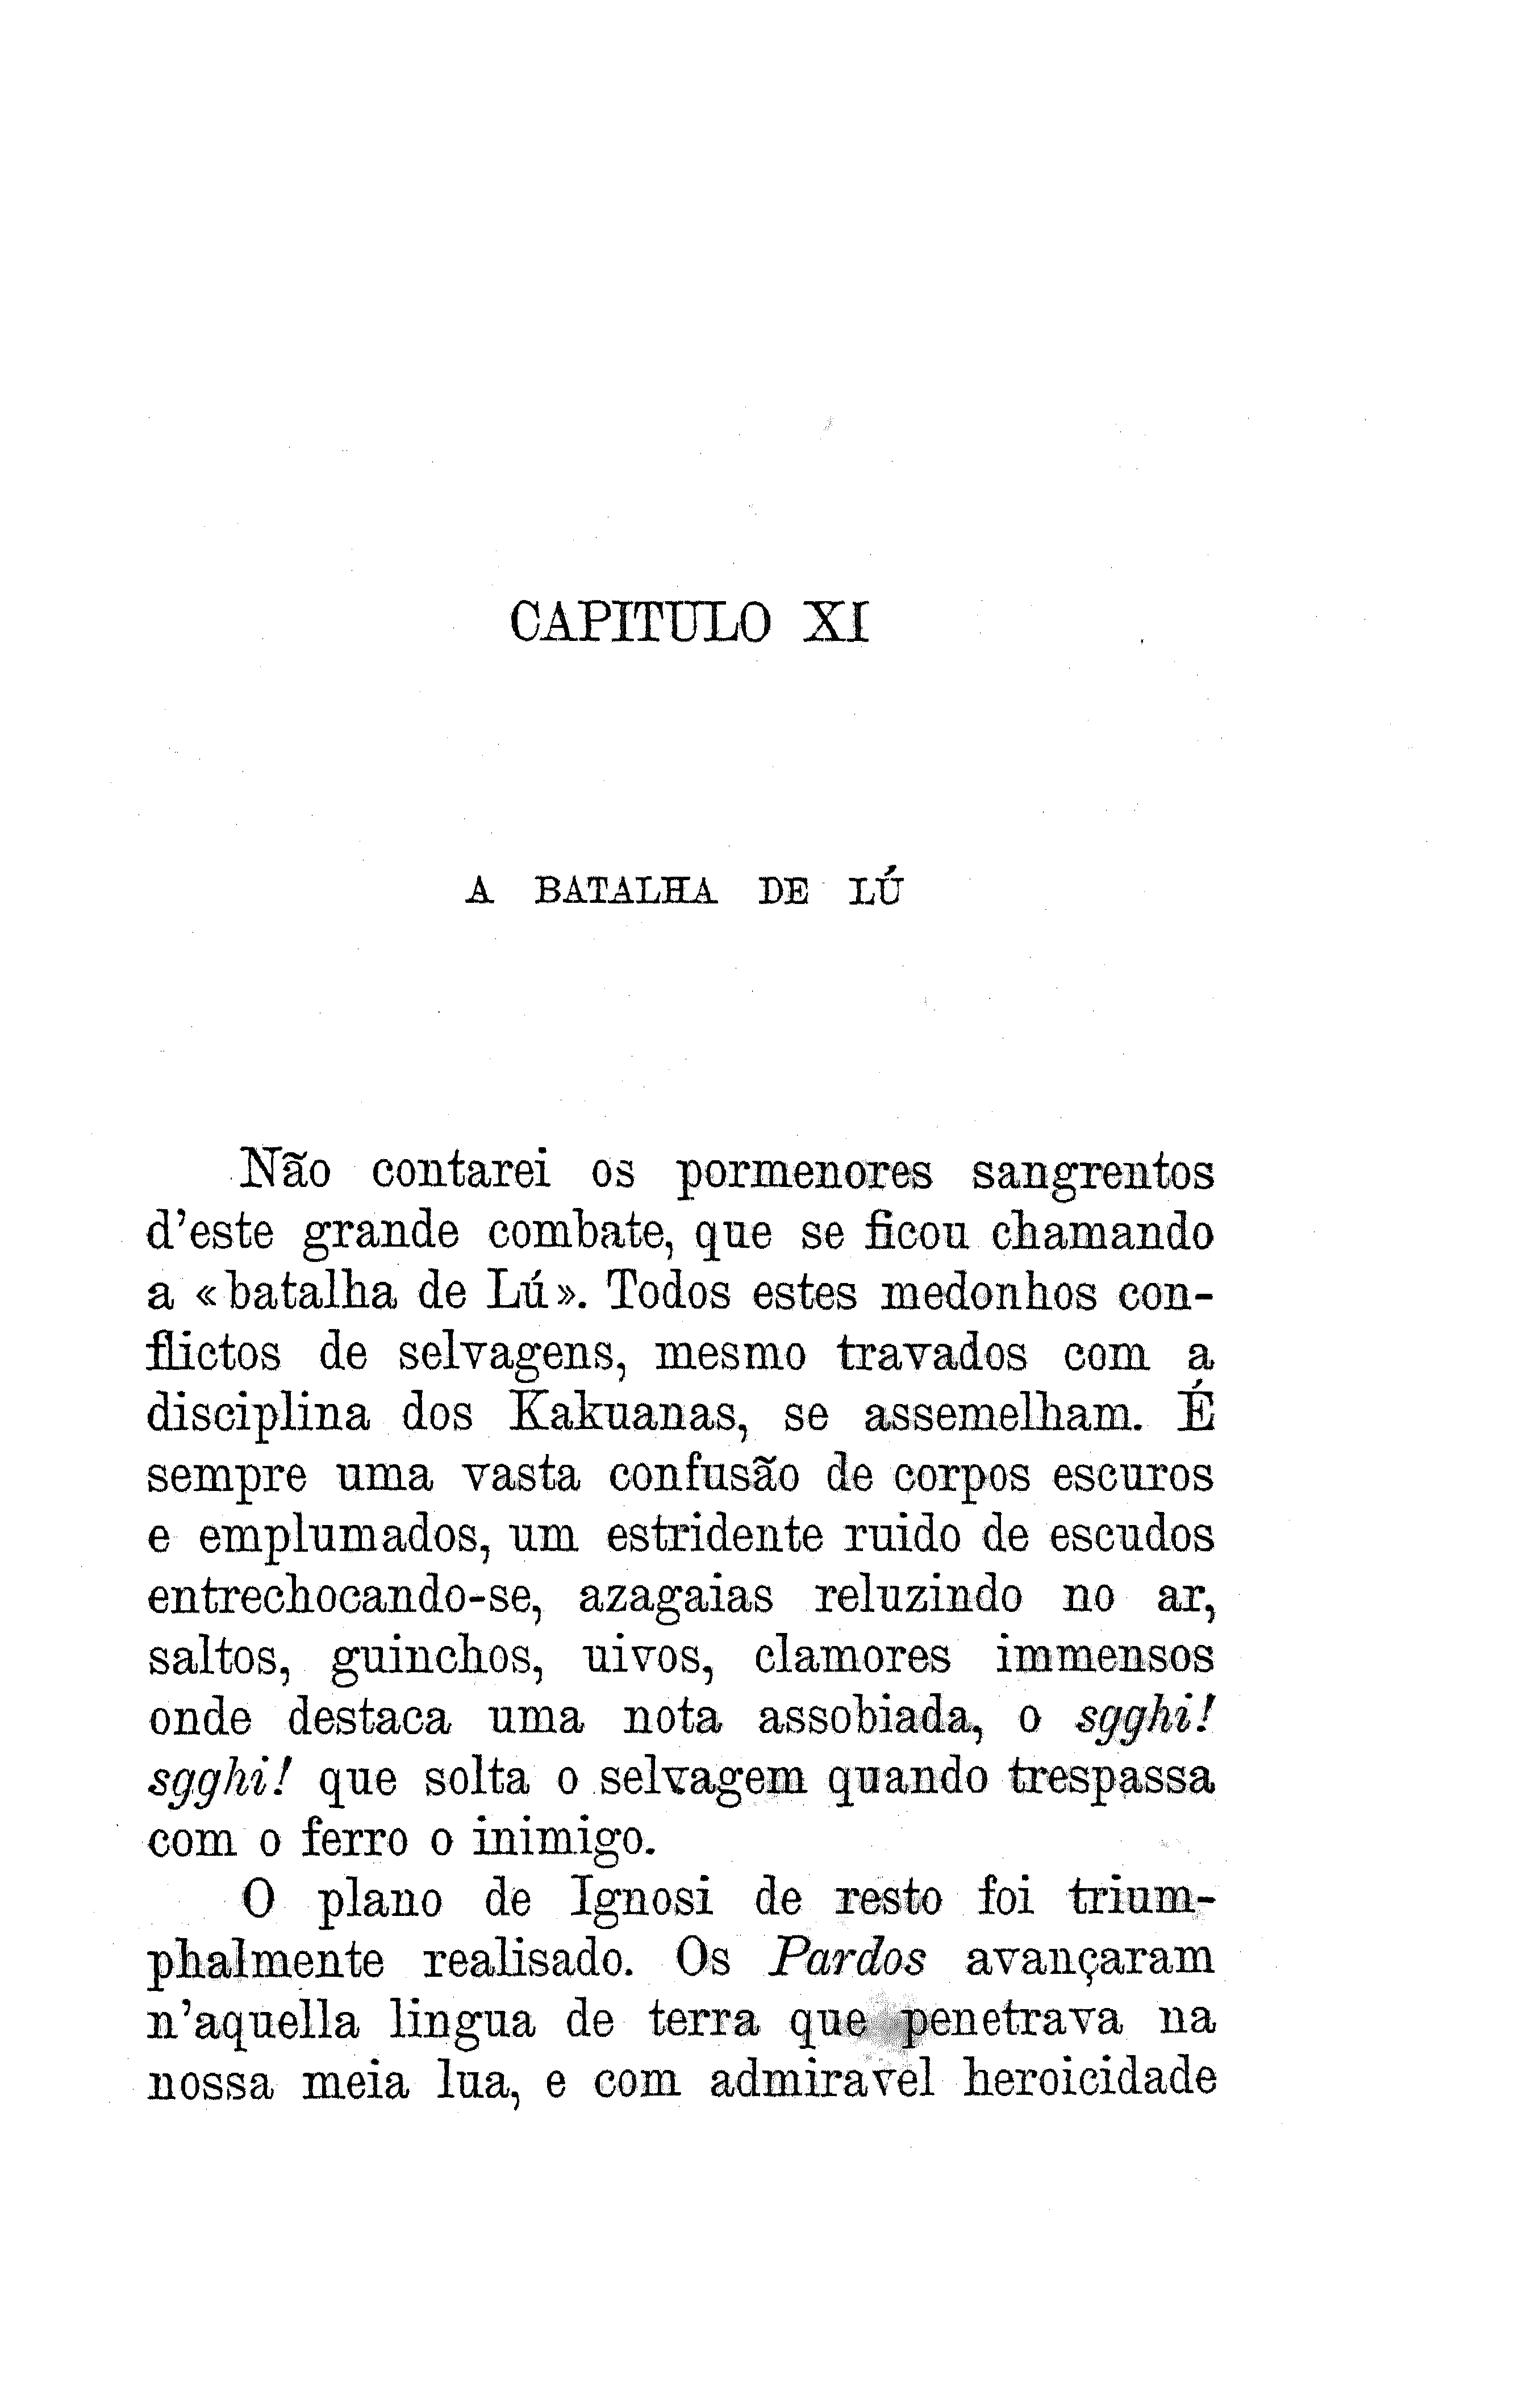 CAPITULO XI
A BATALHA DE LÚ
Não contarei os pormenores sangrentos
d'este grande combate, que se ficou chamando
a «batalha de Lú». Todos estes medonhos con-
flictos de selvagens, mesmo travados com a
disciplina dos Kakuanas, se assemelham. É
sempre uma vasta confusão de corpos escuros
e emplumados, um estridente ruido de escudos
entrechocando-se, azagaias reluzindo no ar,
saltos, guinchos, uivos, clamores immensos
onde destaca uma nota assobiada, o sgghi!
sgghi! que solta o selvagem quando trespassa
com o ferro o inimigo.
O plano de Ignosi de resto foi trium-
phalmente realisado. Os Pardos avançaram
n'aquella lingua de terra que penetrava na
nossa meia lua, e com admiravel heroicidade